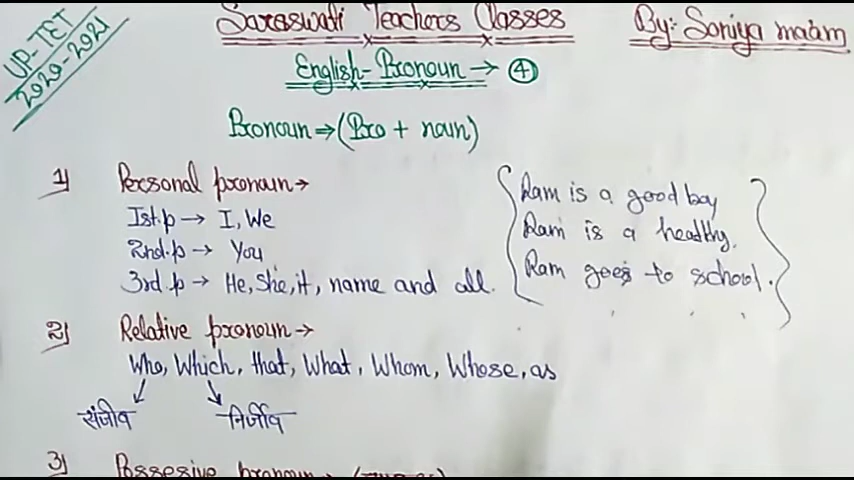 Saraswati Teachers Classes
By:- Soniya maam
UP-TET
2020-2021
English-Pronoun → ④
Pronoun ⇒ (Pro + noun)
1) Personal pronoun →
Ist.p → I, We
2nd.p → You
3rd.p → He, She, it, name and all.
Ram is a good boy
Ram is a healthy.
Ram goes to school.
2) Relative pronoun →
Who, Which, that, What, Whom, Whose, as
संजीव
निर्जीव
3) Possesive pronoun →